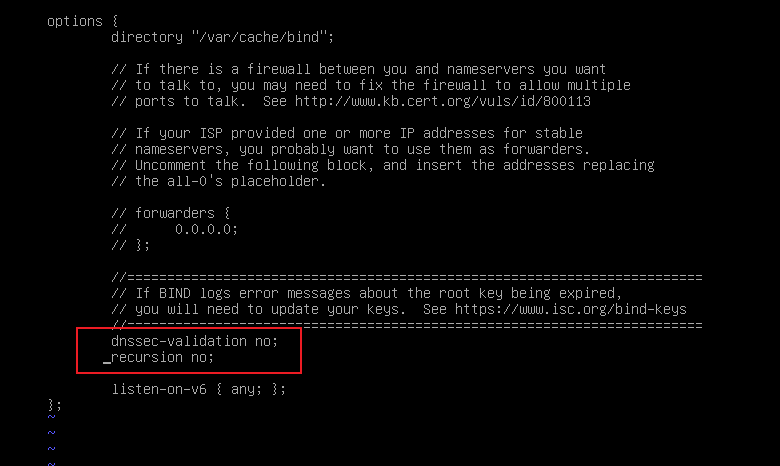 options {
directory "/var/cache/bind";
// If there is a firewall between you and nameservers you want
// to talk to, you may need to fix the firewall to allow multiple
// ports to talk.  See http://www.kb.cert.org/vuls/id/800113
// If your ISP provided one or more IP addresses for stable
// nameservers, you probably want to use them as forwarders.
// Uncomment the following block, and insert the addresses replacing
// the all-0's placeholder.
// forwarders {
//      0.0.0.0;
// };
//========================================================================
// If BIND logs error messages about the root key being expired,
// you will need to update your keys.  See https://www.isc.org/bind-keys
//========================================================================
dnssec-validation no;
recursion no;
listen-on-v6 { any; };
};
~
~
~
~